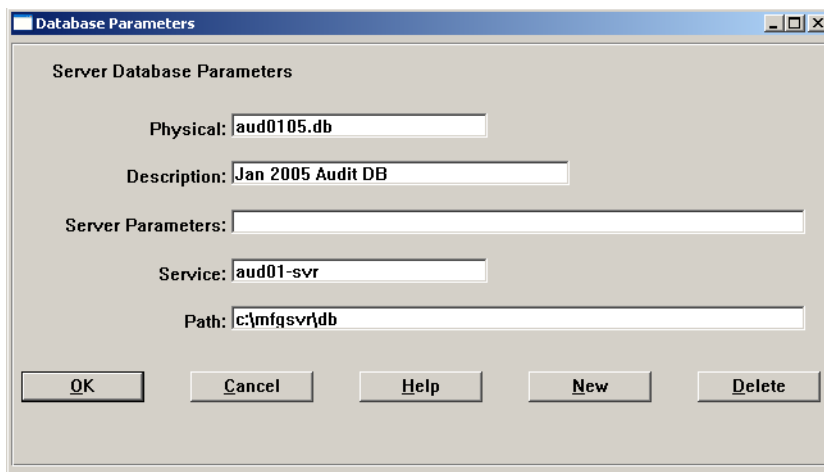 Database Parameters
Server Database Parameters
Physical: aud0105.db
Description: Jan 2005 Audit DB
Server Parameters:
Service: aud01-svr
Path: c:\mfgsvr\db
OK Cancel Help New Delete